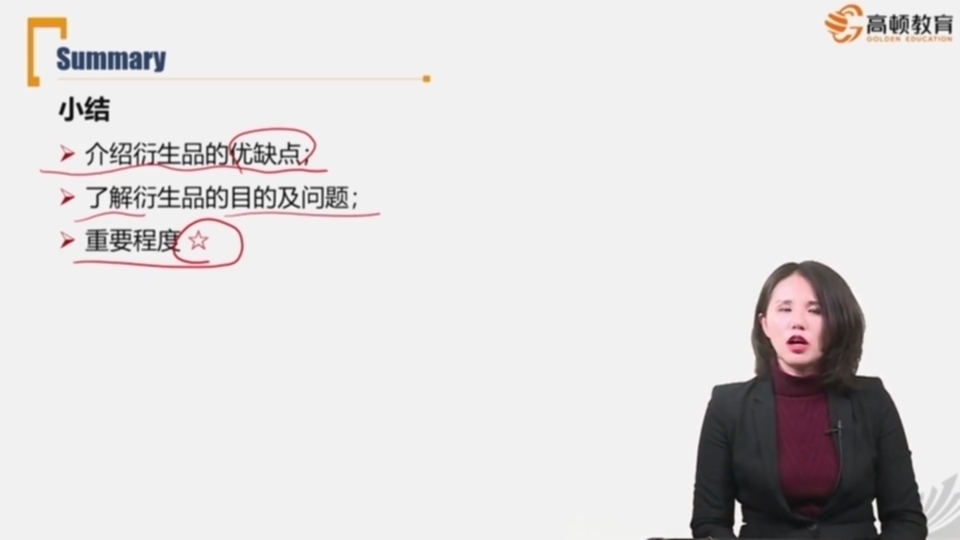 高顿教育
GOLDEN EDUCATION
Summary
小结
介绍衍生品的优缺点;
了解衍生品的目的及问题;
重要程度☆